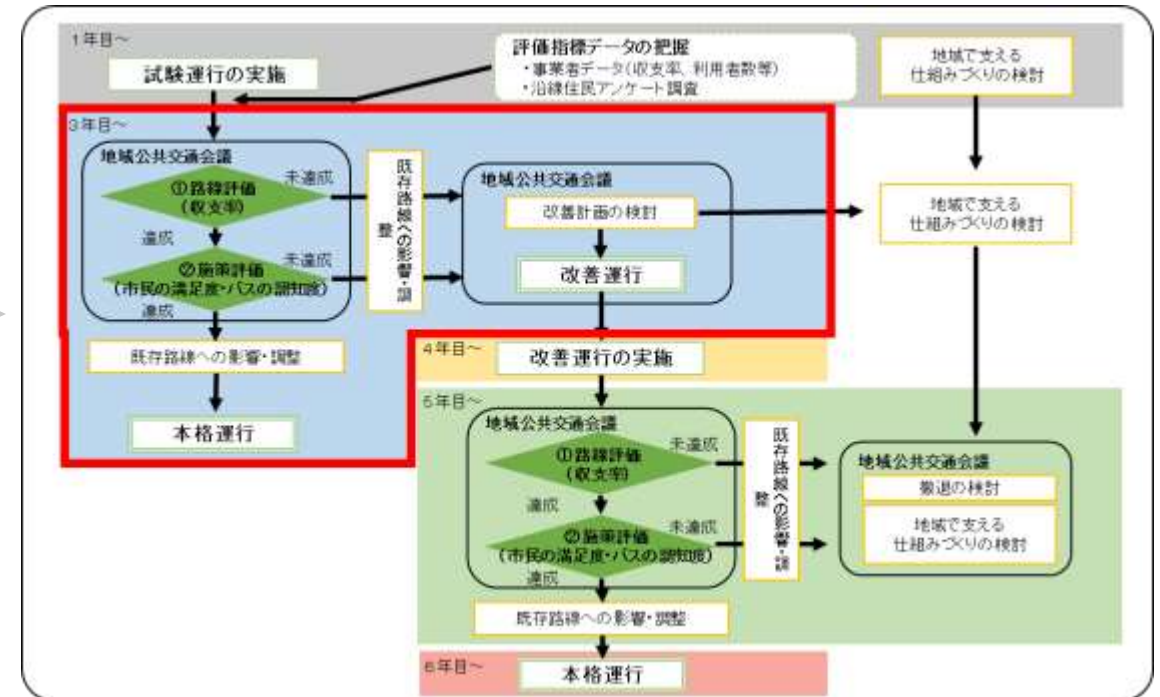 1年目～
試験運行の実施
評価指標データの把握
・事業者データ(収支率、利用者数等)
・沿線住民アンケート調査
地域で支える
仕組みづくりの検討
3年目～
地域公共交通会議
①路線評価
(収支率)
未達成
達成
②施策評価
(市民の満足度・バスの認知度)
未達成
達成
既存路線への影響・調
整
地域公共交通会議
改善計画の検討
改善運行
地域で支える
仕組みづくりの検討
既存路線への影響・調整
本格運行
4年目～
改善運行の実施
5年目～
地域公共交通会議
①路線評価
(収支率)
未達成
達成
②施策評価
(市民の満足度・バスの認知度)
未達成
達成
既存路線への影響・調
整
地域公共交通会議
撤退の検討
地域で支える
仕組みづくりの検討
既存路線への影響・調整
6年目～
本格運行